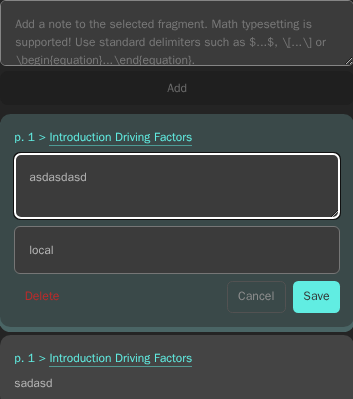 Add a note to the selected fragment. Math typesetting is
supported! Use standard delimiters such as $...$, \[...\] or
\begin{equation}...\end{equation}.
Add
p. 1 > Introduction Driving Factors
asdasdasd
local
Delete
Cancel
Save
p. 1 > Introduction Driving Factors
sadasd